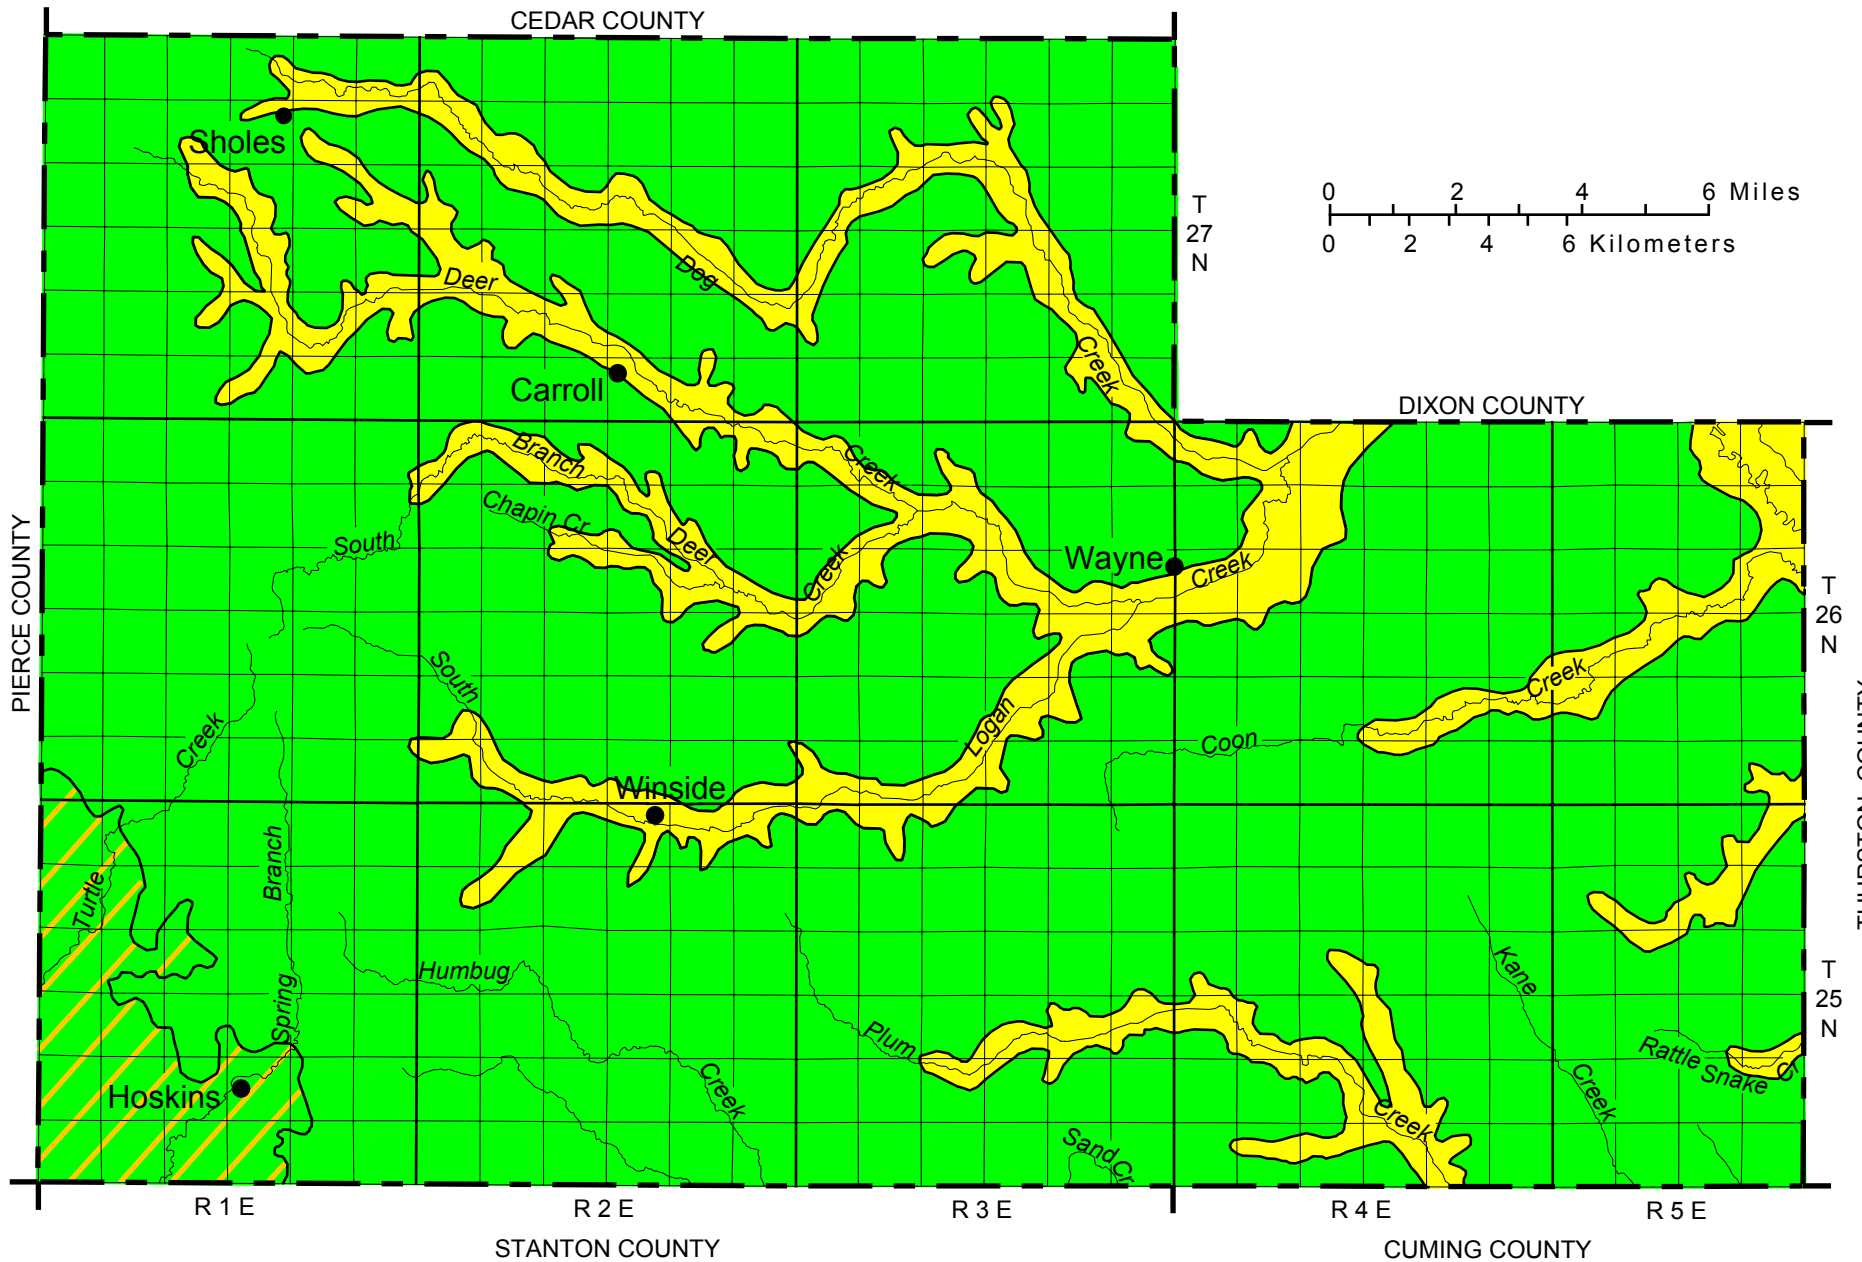 CEDAR COUNTY
Sholes
T
27
N
0 2 4 6 Miles
0 2 4 6 Kilometers
Dog
Deer
Creek
Carroll
DIXON COUNTY
Branch
Creek
Chapin Cr
South
Deer
Creek
Wayne
Creek
PIERCE COUNTY
T
26
N
South
Creek
Creek
Logan
Coon
Winside
THURSTON COUNTY
Branch
Turtle
Humbug
Kane
Spring
T
25
N
Plum
Rattle
Snake
Cr
Hoskins
Creek
Creek
Creek
Sand Cr
R 1 E
R 2 E
R 3 E
R 4 E
R 5 E
STANTON COUNTY
CUMING COUNTY